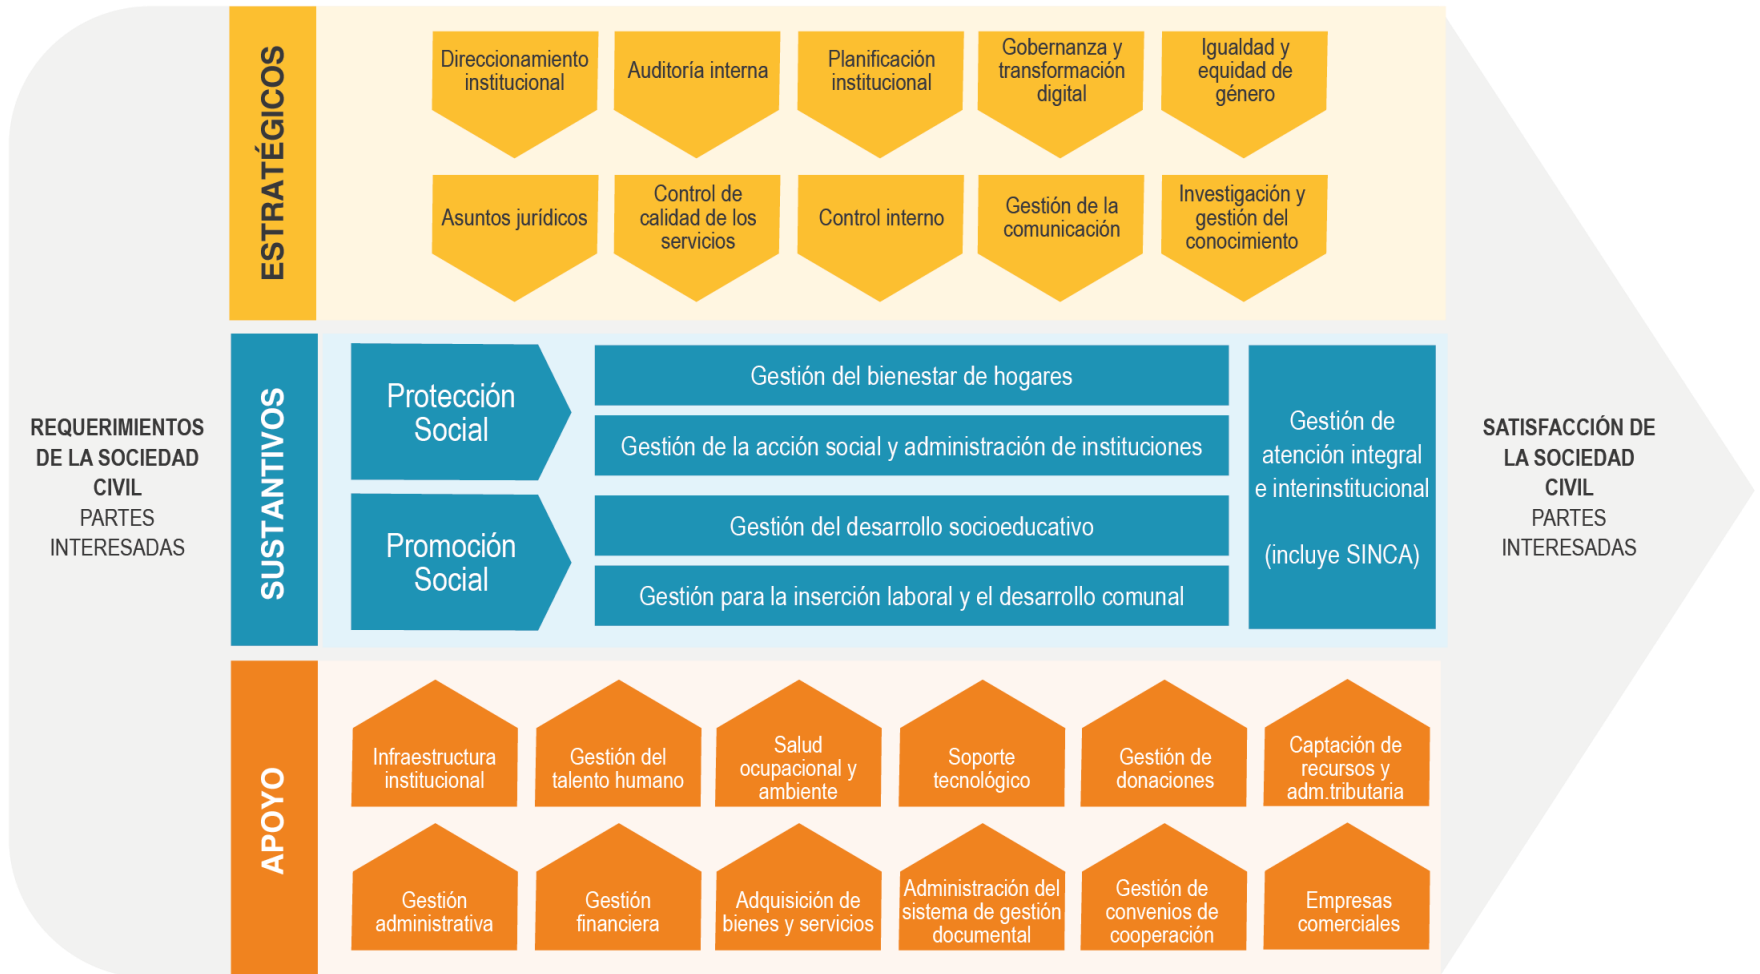 ESTRATÉGICOS
Direccionamiento
institucional
Auditoría interna
Planificación
institucional
Gobernanza y
transformación
digital
Igualdad y
equidad de
género
Asuntos jurídicos
Control de
calidad de los
servicios
Control interno
Gestión de la
comunicación
Investigación y
gestión del
conocimiento
REQUERIMIENTOS
DE LA SOCIEDAD
CIVIL
PARTES
INTERESADAS
SUSTANTIVOS
Protección
Social
Gestión del bienestar de hogares
Gestión de la acción social y administración de instituciones
Promoción
Social
Gestión del desarrollo socioeducativo
Gestión para la inserción laboral y el desarrollo comunal
Gestión de
atención integral
e interinstitucional
(incluye SINCA)
SATISFACCIÓN DE
LA SOCIEDAD
CIVIL
PARTES
INTERESADAS
APOYO
Infraestructura
institucional
Gestión del
talento humano
Salud
ocupacional y
ambiente
Soporte
tecnológico
Gestión de
donaciones
Captación de
recursos y
adm.tributaria
Gestión
administrativa
Gestión
financiera
Adquisición de
bienes y servicios
Administración del
sistema de gestión
documental
Gestión de
convenios de
cooperación
Empresas
comerciales